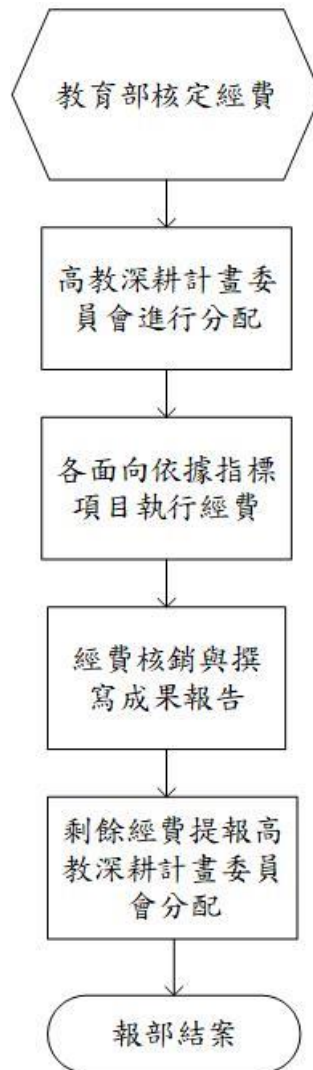 教育部核定經費
高教深耕計畫委
員會進行分配
各面向依據指標
項目執行經費
經費核銷與撰
寫成果報告
剩餘經費提報高
教深耕計畫委員
會分配
報部結案